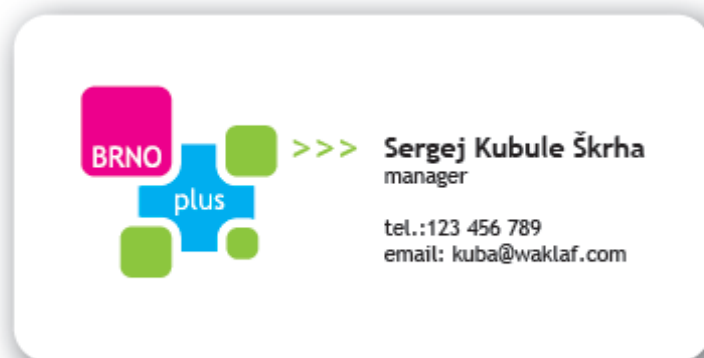 BRNO
plus
>>> Sergej Kubule Škrha
manager
tel.:123 456 789
email: kuba@waklaf.com